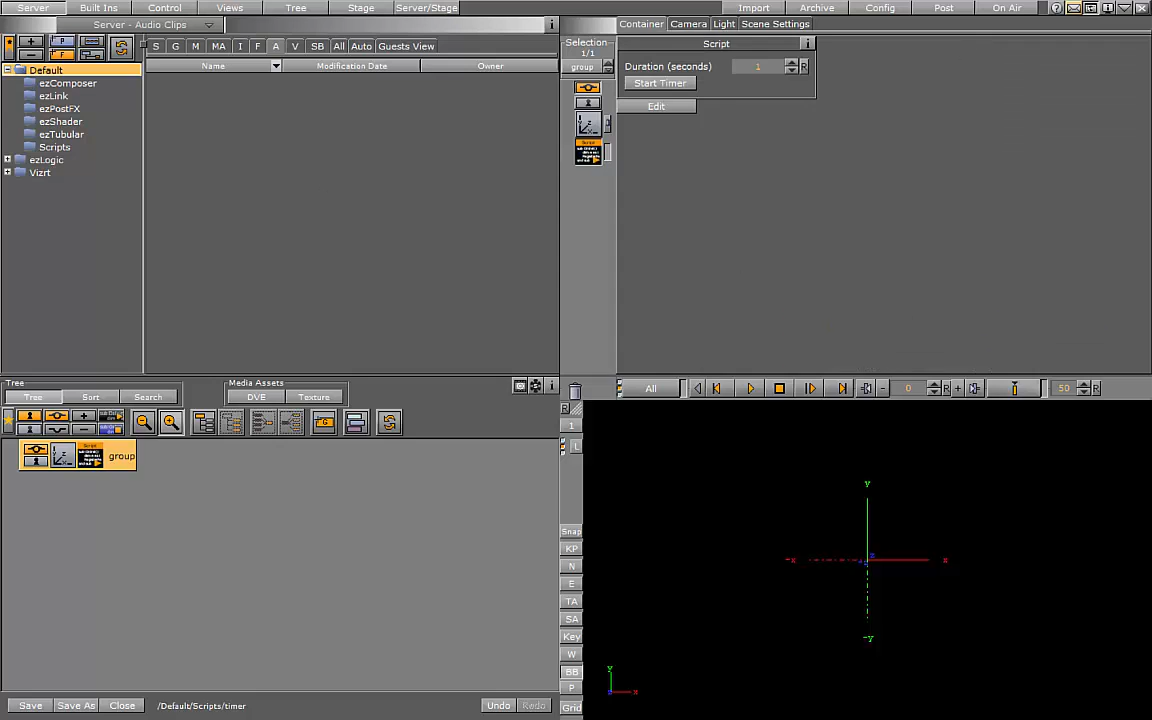 Server Built Ins Control Views Tree Stage Server/Stage Import Archive Config Post On Air
Server - Audio Clips
Container Camera Light Scene Settings
S G M MA I F A V SB All Auto Guests View
Name Modification Date Owner
Default
ezComposer
ezLink
ezPostFX
ezShader
ezTubular
Scripts
ezLogic
Vizrt
Selection
1/1
group
Script
Duration (seconds) 1 R
Start Timer
Edit
Tree Media Assets
Tree Sort Search DVE Texture
group
All 0 R 50 R
R
1
L
Snap
KP
N
E
TA
SA
Key
W
BB
P
Grid
y
-x z x
-y
y
x
Save Save As Close /Default/Scripts/timer Undo Redo